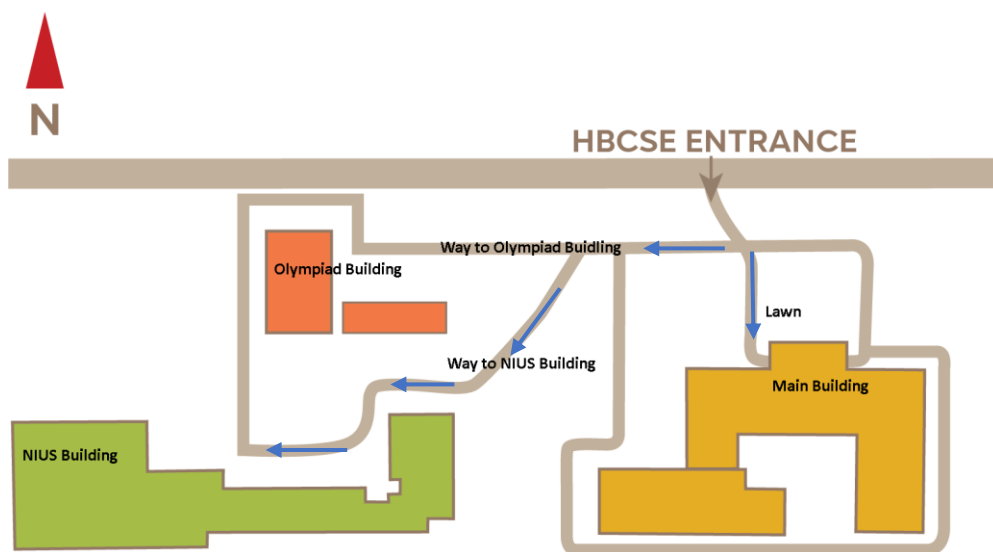 N
HBCSE ENTRANCE
Way to Olympiad Buidling
Olympiad Building
Lawn
Way to NIUS Building
Main Building
NIUS Building